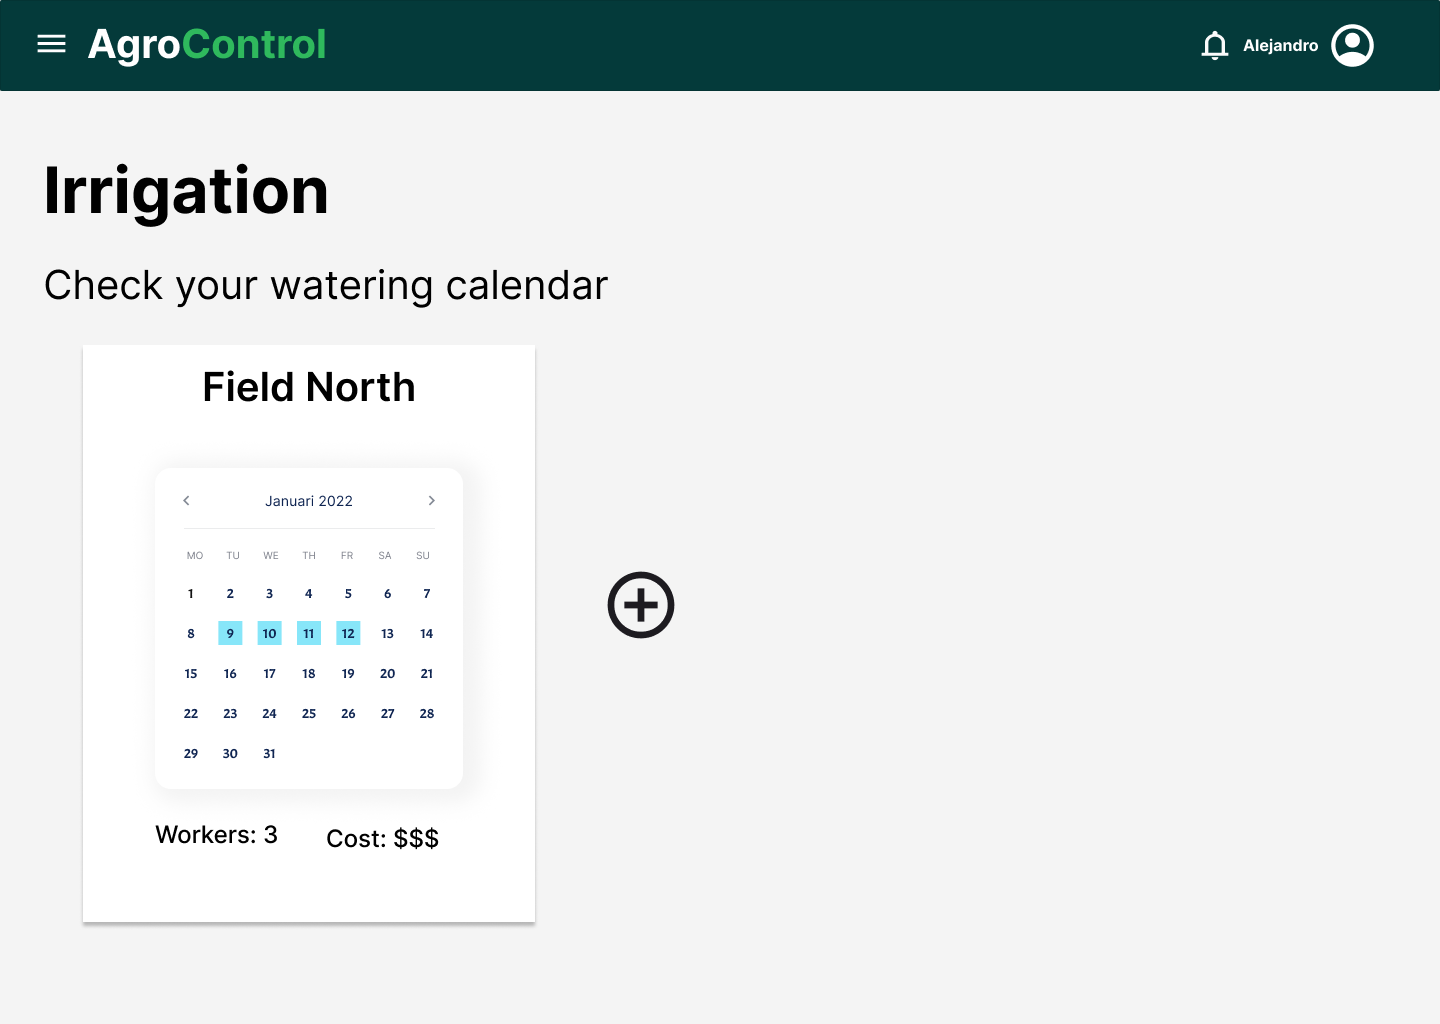 AgroControl
Alejandro
Irrigation
Check your watering calendar
Field North
Januari 2022
MO TU WE TH FR SA SU
1 2 3 4 5 6 7
8 9 10 11 12 13 14
15 16 17 18 19 20 21
22 23 24 25 26 27 28
29 30 31
Workers: 3 Cost: $$$